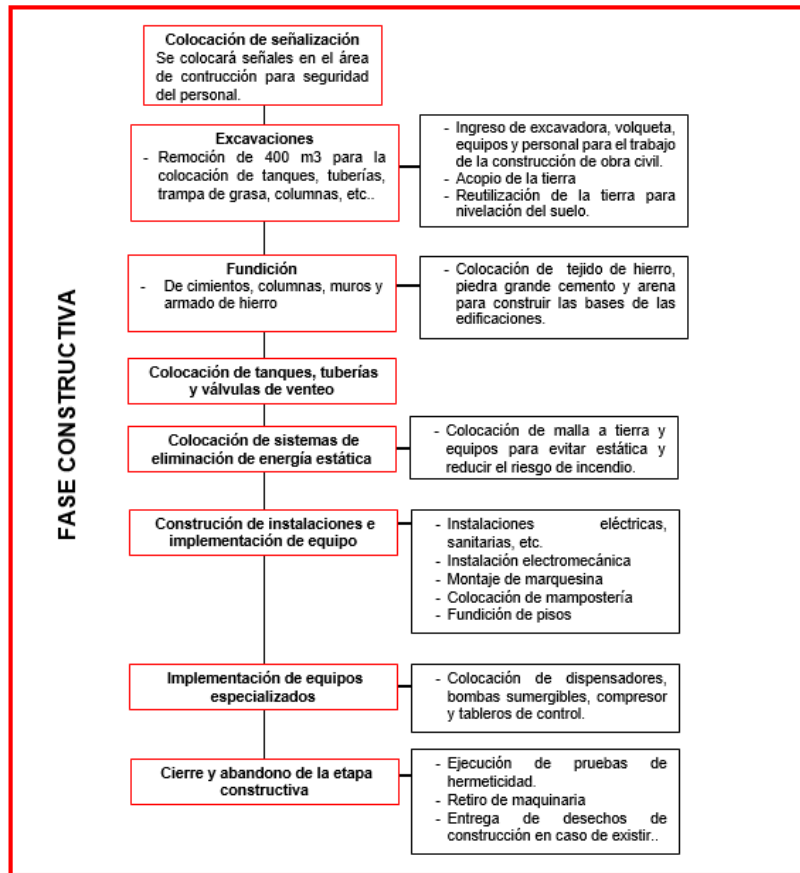 FASE CONSTRUCTIVA
Colocación de señalización
Se colocará señales en el área
de contrucción para seguridad
del personal.
Excavaciones
- Remoción de 400 m3 para la
colocación de tanques, tuberías,
trampa de grasa, columnas, etc..
- Ingreso de excavadora, volqueta,
equipos y personal para el trabajo
de la construcción de obra civil.
- Acopio de la tierra
- Reutilización de la tierra para
nivelación del suelo.
Fundición
- De cimientos, columnas, muros y
armado de hierro
- Colocación de tejido de hierro,
piedra grande cemento y arena
para construir las bases de las
edificaciones.
Colocación de tanques, tuberías
y válvulas de venteo
Colocación de sistemas de
eliminación de energía estática
- Colocación de malla a tierra y
equipos para evitar estática y
reducir el riesgo de incendio.
Construción de instalaciones e
implementación de equipo
- Instalaciones eléctricas,
sanitarias, etc.
- Instalación electromecánica
- Montaje de marquesina
- Colocación de mampostería
- Fundición de pisos
Implementación de equipos
especializados
- Colocación de dispensadores,
bombas sumergibles, compresor
y tableros de control.
Cierre y abandono de la etapa
constructiva
- Ejecución de pruebas de
hermeticidad.
- Retiro de maquinaria
- Entrega de desechos de
construcción en caso de existir..